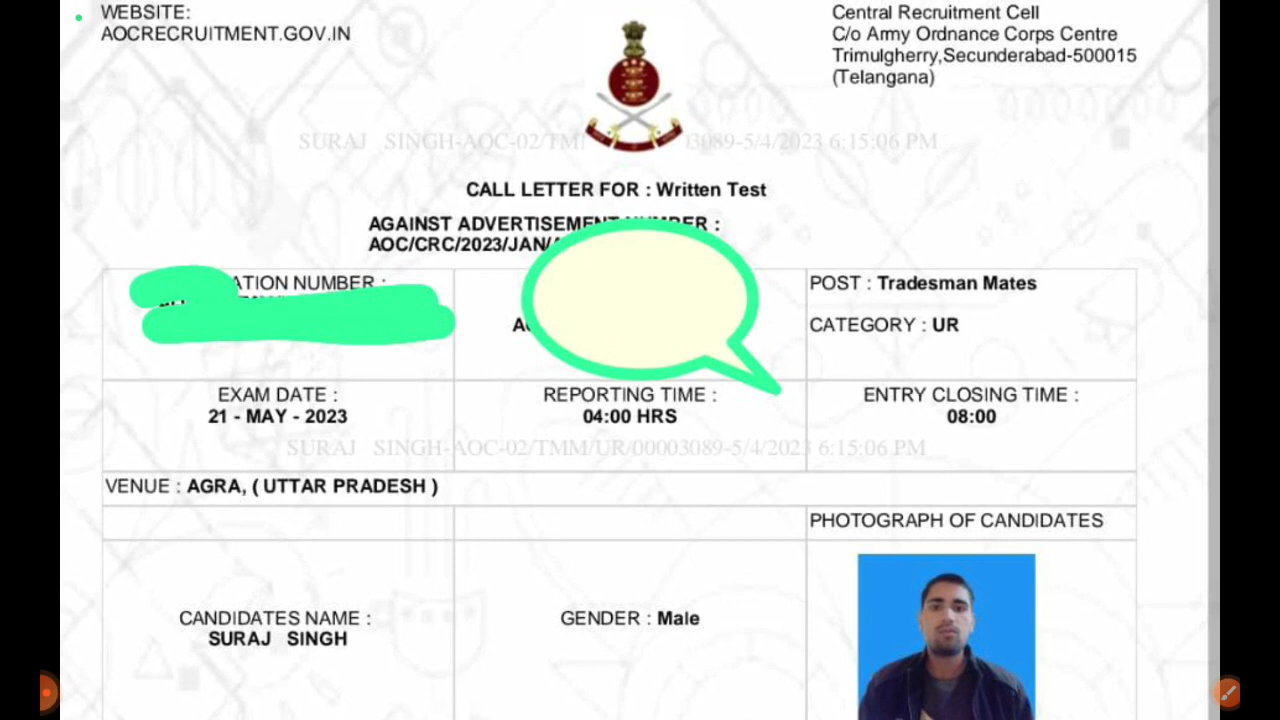 WEBSITE:
AOCRECRUITMENT.GOV.IN
Central Recruitment Cell
C/o Army Ordnance Corps Centre
Trimulgherry,Secunderabad-500015
(Telangana)
SURAJ SINGH-AOC-02/TM 3089-5/4/2023 6:15:06 PM
CALL LETTER FOR : Written Test
AGAINST ADVERTISEMENT NUMBER :
AOC/CRC/2023/JAN/
ATION NUMBER :
POST : Tradesman Mates
CATEGORY : UR
EXAM DATE :
21 - MAY - 2023
REPORTING TIME :
04:00 HRS
ENTRY CLOSING TIME :
08:00
SURAJ SINGH-AOC-02/TMM/UR/00003089-5/4/2023 6:15:06 PM
VENUE : AGRA, ( UTTAR PRADESH )
PHOTOGRAPH OF CANDIDATES
CANDIDATES NAME :
SURAJ SINGH
GENDER : Male